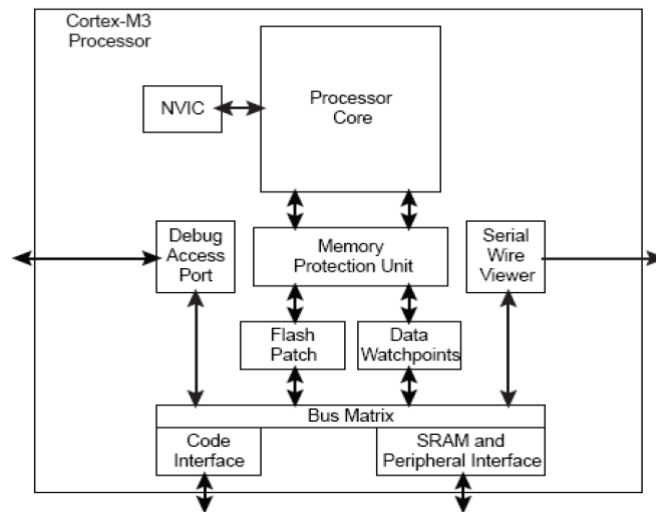 Cortex-M3
Processor
NVIC
Processor
Core
Debug
Access
Port
Memory
Protection Unit
Serial
Wire
Viewer
Flash
Patch
Data
Watchpoints
Bus Matrix
Code
Interface
SRAM and
Peripheral Interface